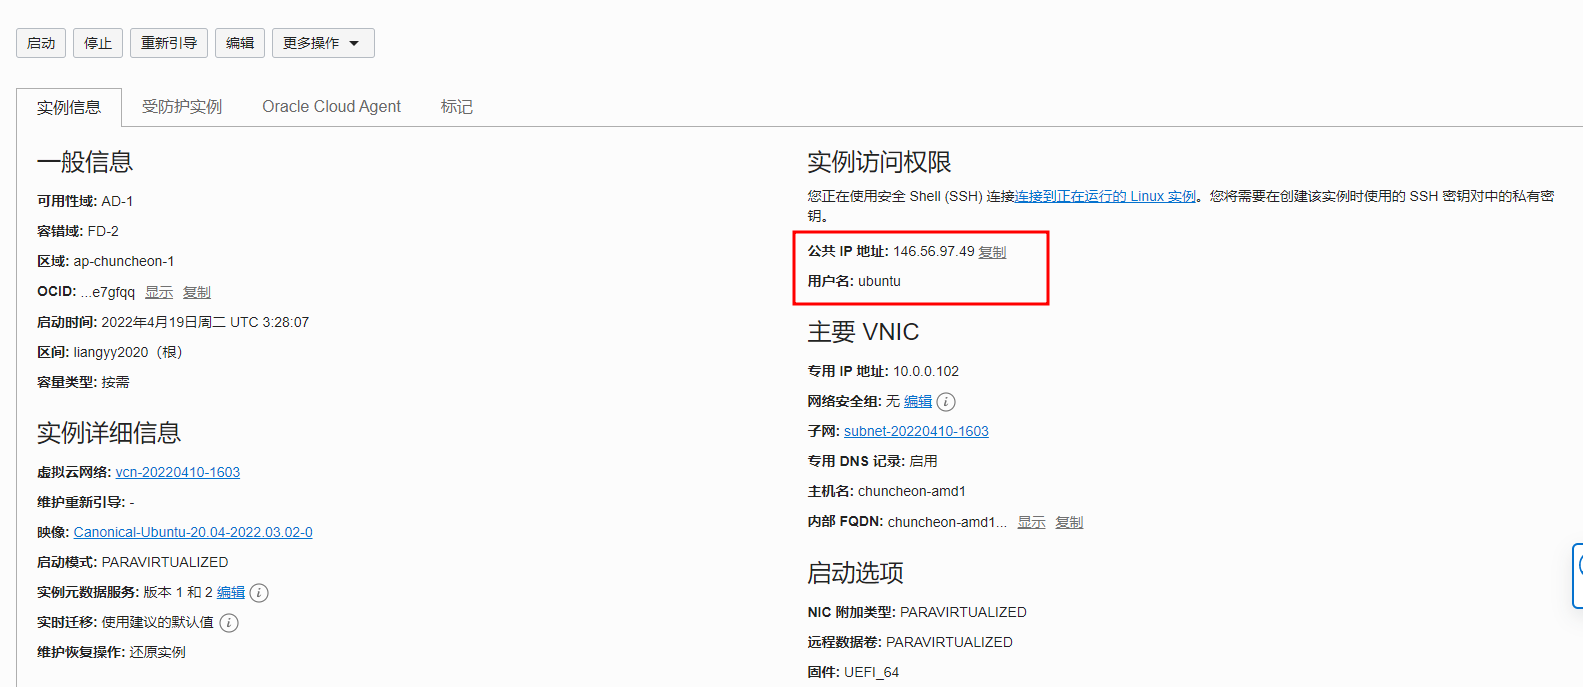 启动 停止 重新引导 编辑 更多操作
实例信息 受防护实例 Oracle Cloud Agent 标记
一般信息
可用性域: AD-1
容错域: FD-2
区域: ap-chuncheon-1
OCID: ...e7gfqq 显示 复制
启动时间: 2022年4月19日周二 UTC 3:28:07
区间: liangyy2020（根）
容量类型: 按需
实例详细信息
虚拟云网络: vcn-20220410-1603
维护重新引导: -
映像: Canonical-Ubuntu-20.04-2022.03.02-0
启动模式: PARAVIRTUALIZED
实例元数据服务: 版本 1 和 2 编辑
实时迁移: 使用建议的默认值
维护恢复操作: 还原实例
实例访问权限
您正在使用安全 Shell (SSH) 连接连接到正在运行的 Linux 实例。您将需要在创建该实例时使用的 SSH 密钥对中的私有密
钥。
公共 IP 地址: 146.56.97.49 复制
用户名: ubuntu
主要 VNIC
专用 IP 地址: 10.0.0.102
网络安全组: 无 编辑
子网: subnet-20220410-1603
专用 DNS 记录: 启用
主机名: chuncheon-amd1
内部 FQDN: chuncheon-amd1... 显示 复制
启动选项
NIC 附加类型: PARAVIRTUALIZED
远程数据卷: PARAVIRTUALIZED
固件: UEFI_64